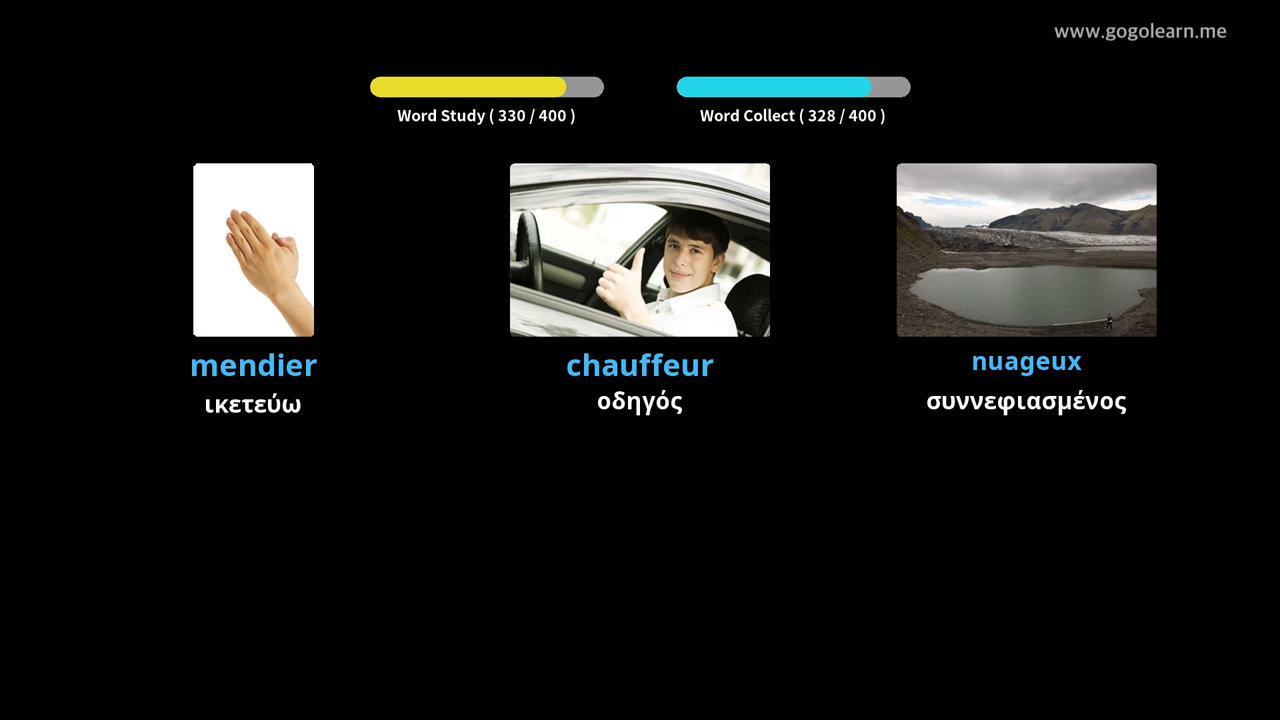 www.gogolearn.me
Word Study ( 330 / 400 )
Word Collect ( 328 / 400 )
mendier
ικετεύω
chauffeur
οδηγός
nuageux
συννεφιασμένος